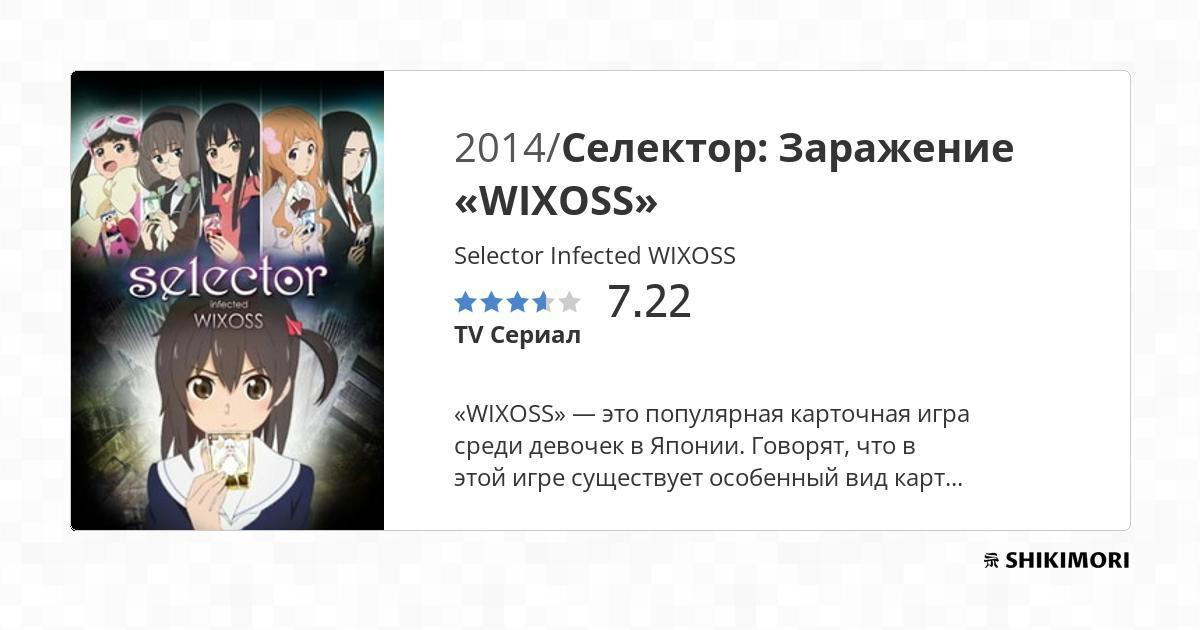 selector
infected
WIXOSS
2014/Селектор: Заражение
«WIXOSS»
Selector Infected WIXOSS
7.22
TV Сериал
«WIXOSS» — это популярная карточная игра
среди девочек в Японии. Говорят, что в
этой игре существует особенный вид карт...
SHIKIMORI